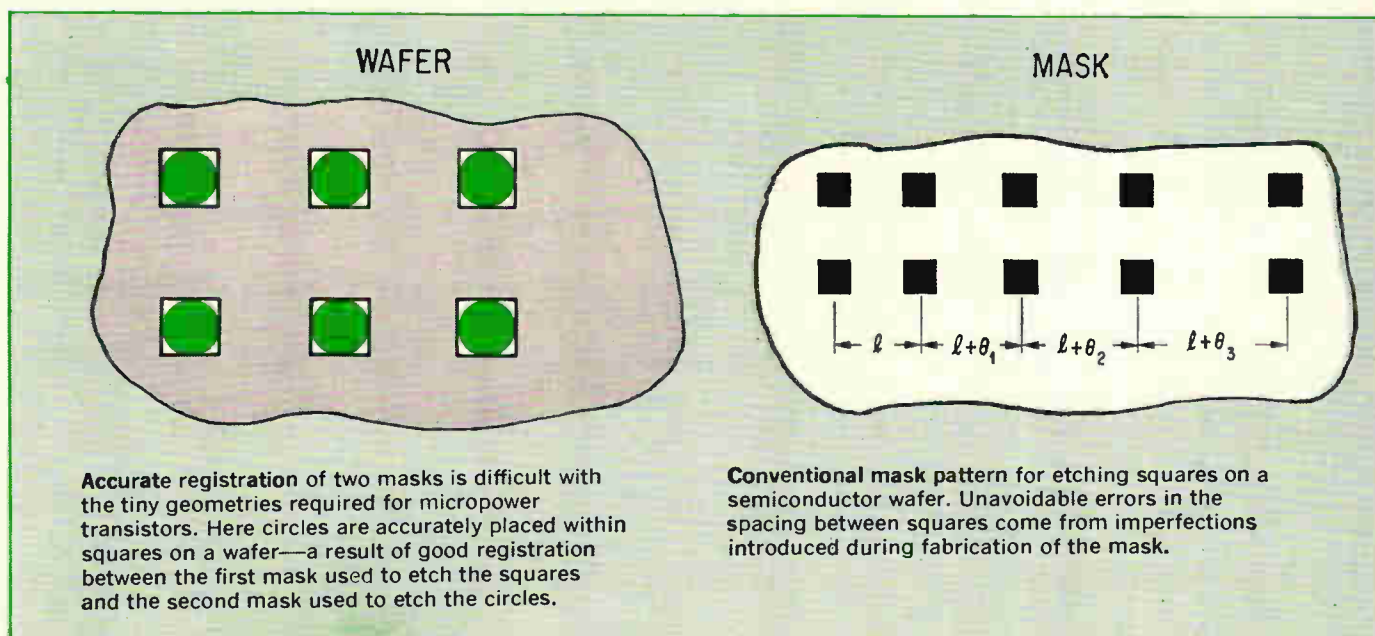 WAFER
Accurate registration of two masks is difficult with
the tiny geometries required for micropower
transistors. Here circles are accurately placed within
squares on a wafer—a result of good registration
between the first mask used to etch the squares
and the second mask used to etch the circles.
MASK
ℓ ℓ+θ₁ ℓ+θ₂ ℓ+θ₃
Conventional mask pattern for etching squares on a
semiconductor wafer. Unavoidable errors in the
spacing between squares come from imperfections
introduced during fabrication of the mask.